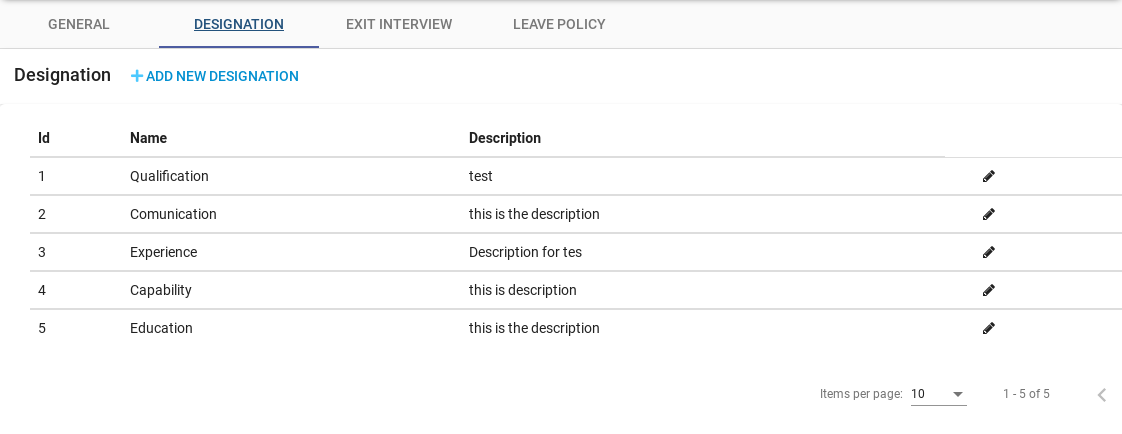 GENERAL DESIGNATION EXIT INTERVIEW LEAVE POLICY
Designation +ADD NEW DESIGNATION
Id Name Description
1 Qualification test
2 Comunication this is the description
3 Experience Description for tes
4 Capability this is description
5 Education this is the description
Items per page: 10 1 - 5 of 5